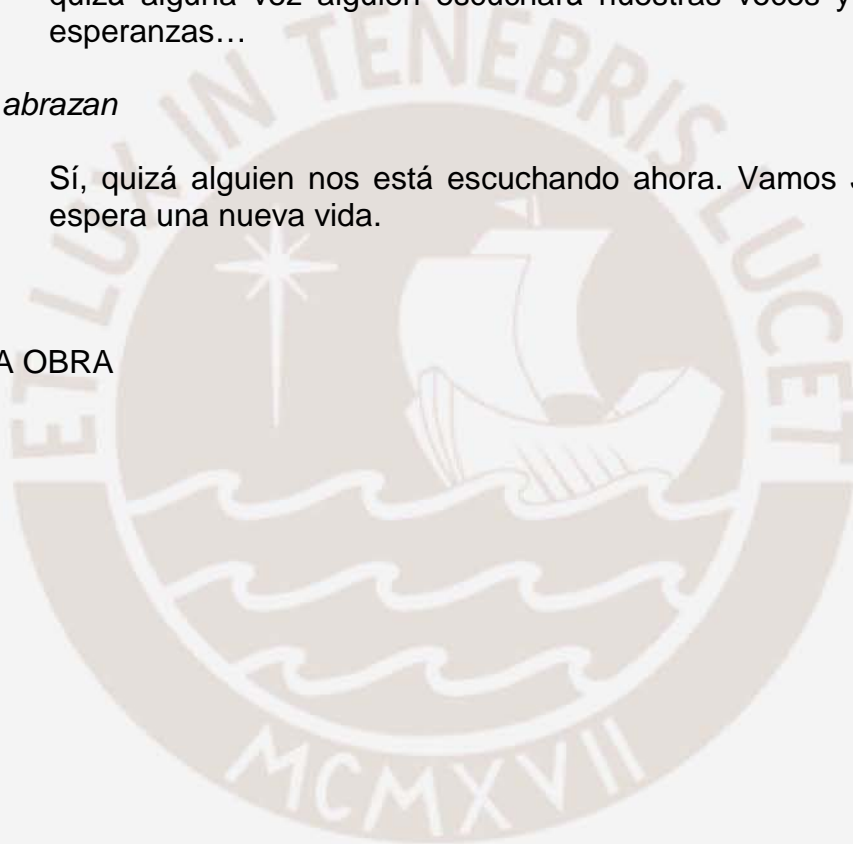 quizá alguna vez alguien escuchará nuestras voces y
esperanzas…
abrazan
Sí, quizá alguien nos está escuchando ahora. Vamos
espera una nueva vida.
A OBRA
ET LUX IN TENEBRIS LUCET
MCMXVII